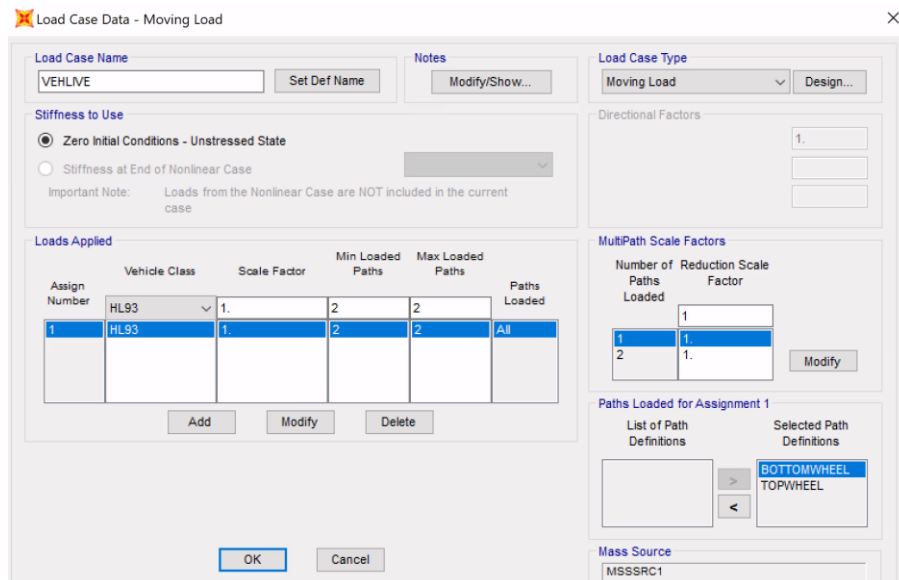 Load Case Data - Moving Load
Load Case Name
VEHLIVE
Set Def Name
Notes
Modify/Show...
Load Case Type
Moving Load
Design...
Stiffness to Use
Zero Initial Conditions - Unstressed State
Stiffness at End of Nonlinear Case
Important Note: Loads from the Nonlinear Case are NOT included in the current
case
Directional Factors
1.
Loads Applied
Assign
Number
Vehicle Class
Scale Factor
Min Loaded
Paths
Max Loaded
Paths
Paths
Loaded
HL93 1. 2 2
1 HL93 1. 2 2 All
Add
Modify
Delete
MultiPath Scale Factors
Number of
Paths
Loaded
Reduction Scale
Factor
1
1 1.
2 1.
Modify
Paths Loaded for Assignment 1
List of Path
Definitions
Selected Path
Definitions
>
<
BOTTOMWHEEL
TOPWHEEL
OK
Cancel
Mass Source
MSSSRC1